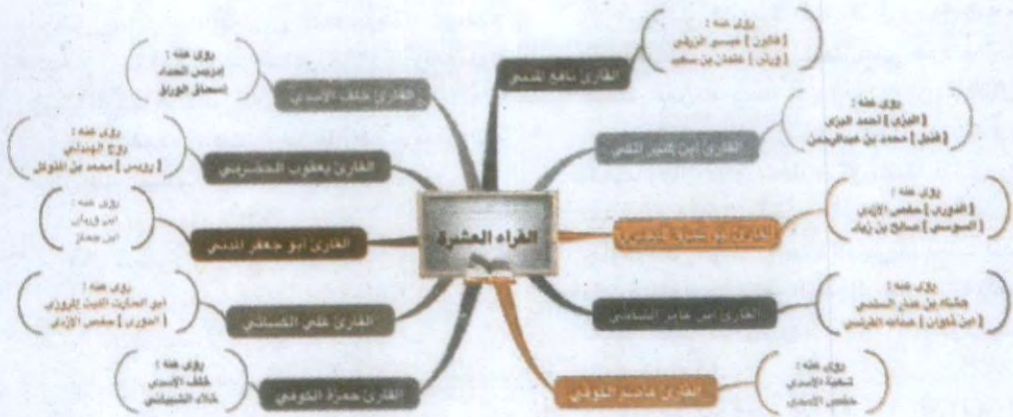 القراء العشرة
القارئ نافع المدني
روى عنه :
[ قالون ] عيسى الزرقي
[ ورش ] عثمان بن سعيد
القارئ ابن كثير المكي
روى عنه :
[ البزي ] أحمد البزي
[ قنبل ] محمد بن عبدالرحمن
القارئ أبو عمرو البصري
روى عنه :
[ الدوري ] حفص الأزدي
[ السوسي ] صالح بن زياد
القارئ ابن عامر الشامي
روى عنه :
هشام بن عمار السلمي
[ ابن ذكوان ] عبدالله القرشي
القارئ عاصم الكوفي
روى عنه :
شعبة الأسدي
حفص الأسدي
القارئ حمزة الكوفي
روى عنه :
خلف الأسدي
خلاد الشيباني
القارئ علي الكسائي
روى عنه :
أبو الحارث الليث المروزي
[ الدوري ] حفص الأزدي
القارئ أبو جعفر المدني
روى عنه :
ابن وردان
ابن جماز
القارئ يعقوب الحضرمي
روى عنه :
روح الهذلي
[ رويس ] محمد بن المتوكل
القارئ خلف الأسدي
روى عنه :
إدريس الحداد
إسحاق الوراق